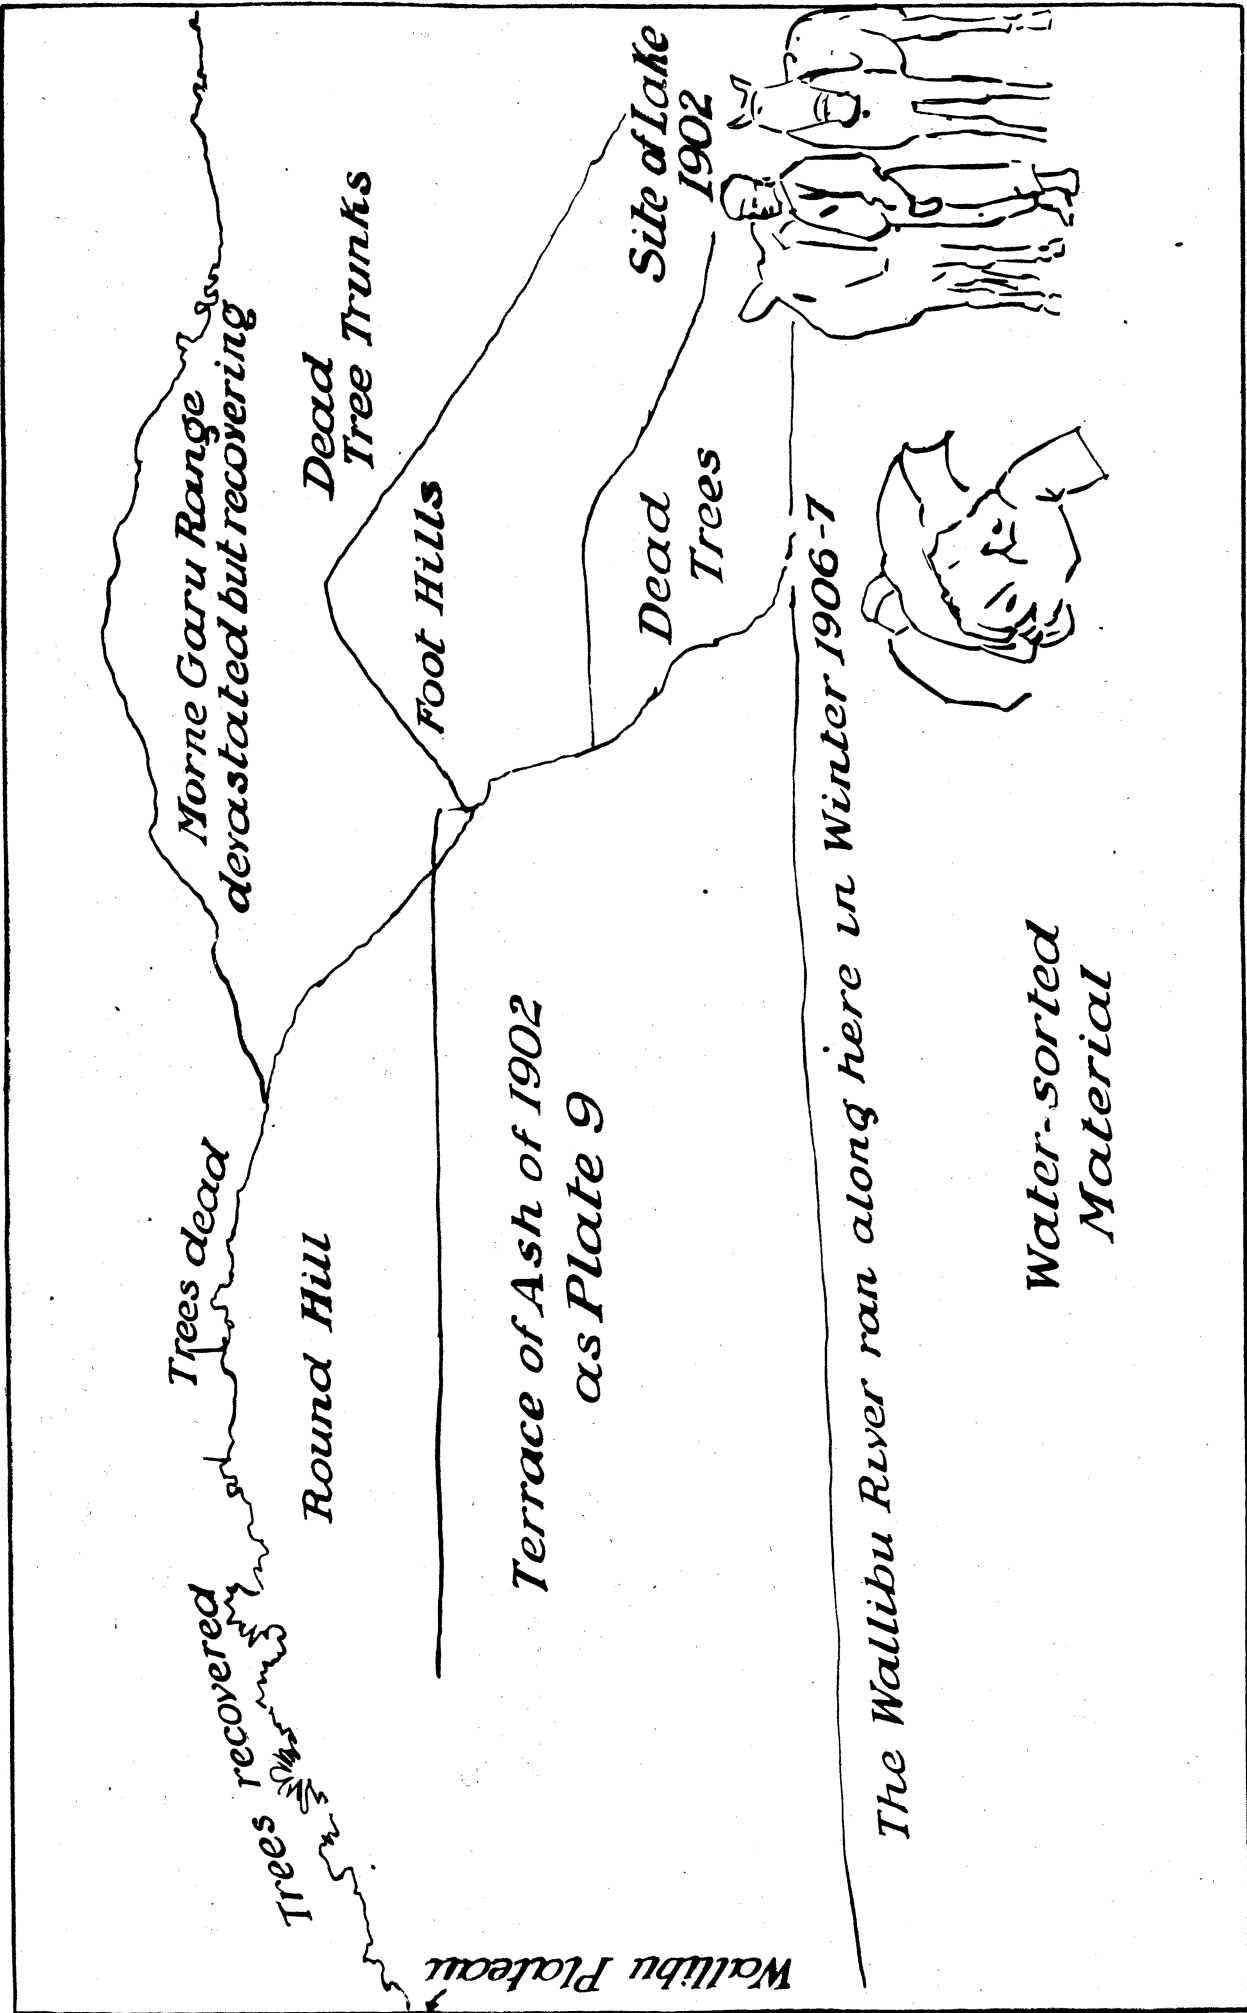 Trees recovered
Trees dead
Morne Garu Range
devastated but recovering
Dead
Tree Trunks
Round Hill
Foot Hills
Site of Lake
1902
Wallibu Plateau
Terrace of Ash of 1902
as Plate 9
Dead
Trees
The Wallibu River ran along here in Winter 1906-7
Water-sorted
Material